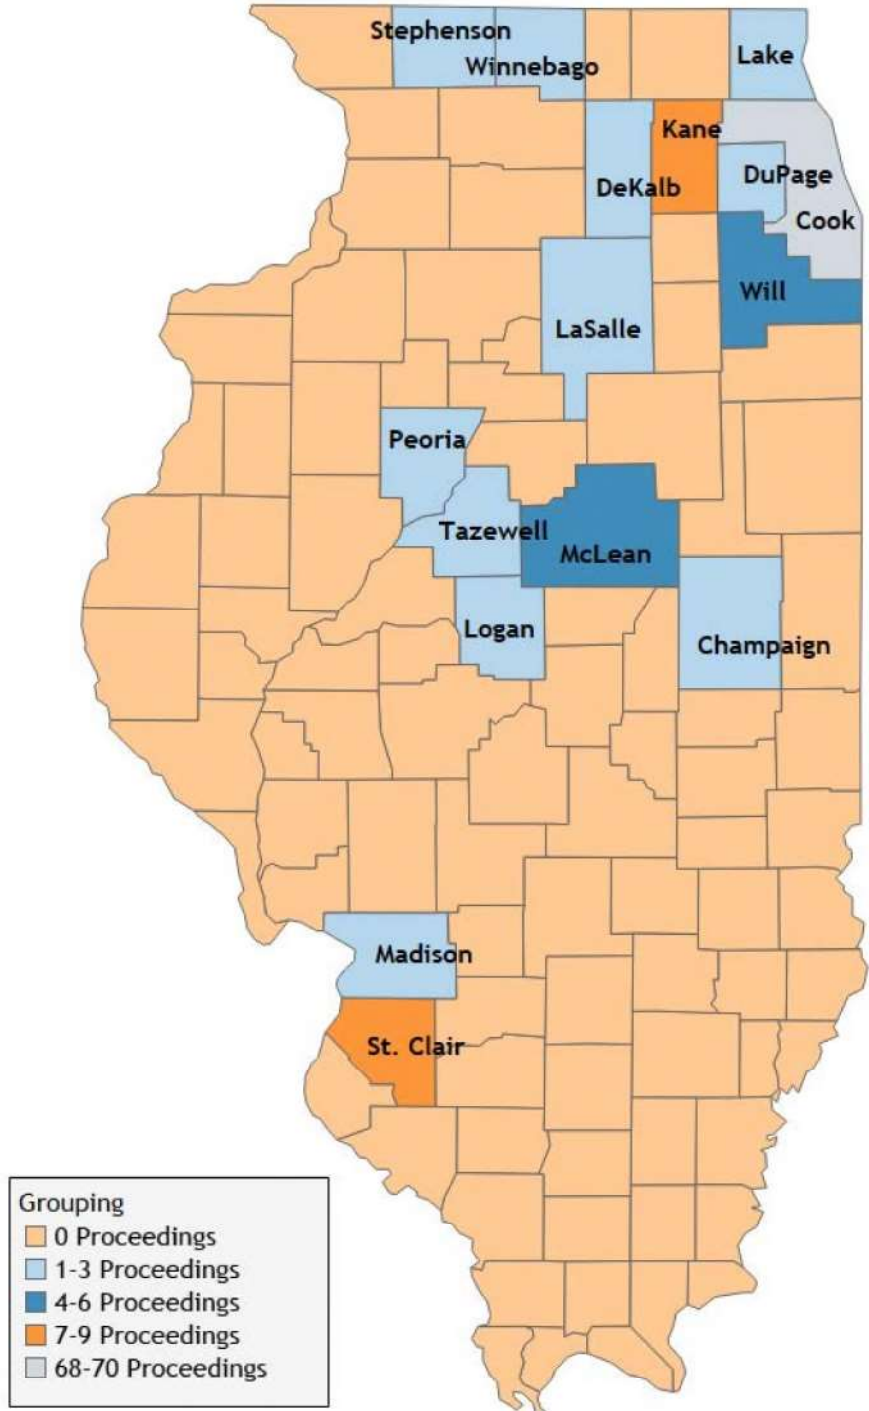 Stephenson
Winnebago
Lake
Kane
DeKalb
DuPage
Cook
Will
LaSalle
Peoria
Tazewell
McLean
Logan
Champaign
Madison
St. Clair
Grouping
0 Proceedings
1-3 Proceedings
4-6 Proceedings
7-9 Proceedings
68-70 Proceedings